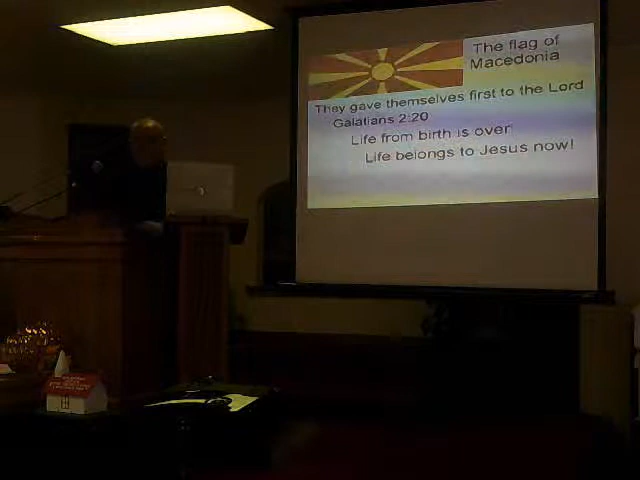 The flag of
Macedonia
They gave themselves first to the Lord
Galatians 2:20
Life from birth is over
Life belongs to Jesus now!